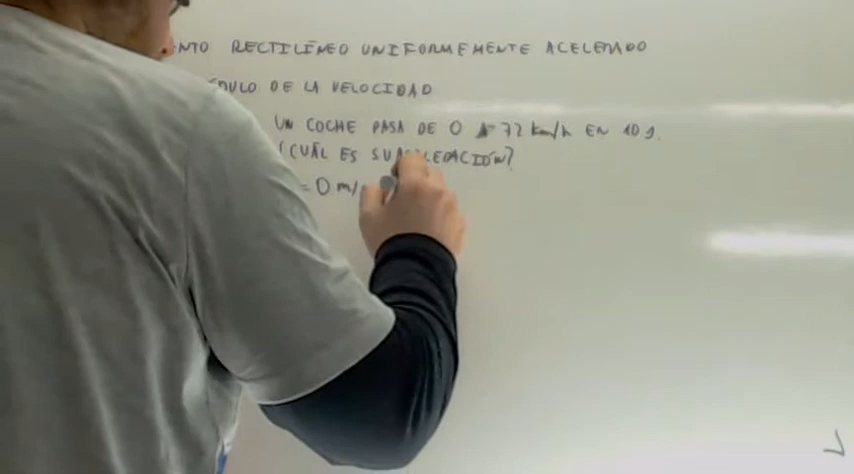 RECTILÍNEO UNIFORMEMENTE ACELERADO
DE LA VELOCIDAD
UN COCHE PASA DE 0 A 72 km/h EN 10 s.
¿CUÁL ES SU
= 0 m/